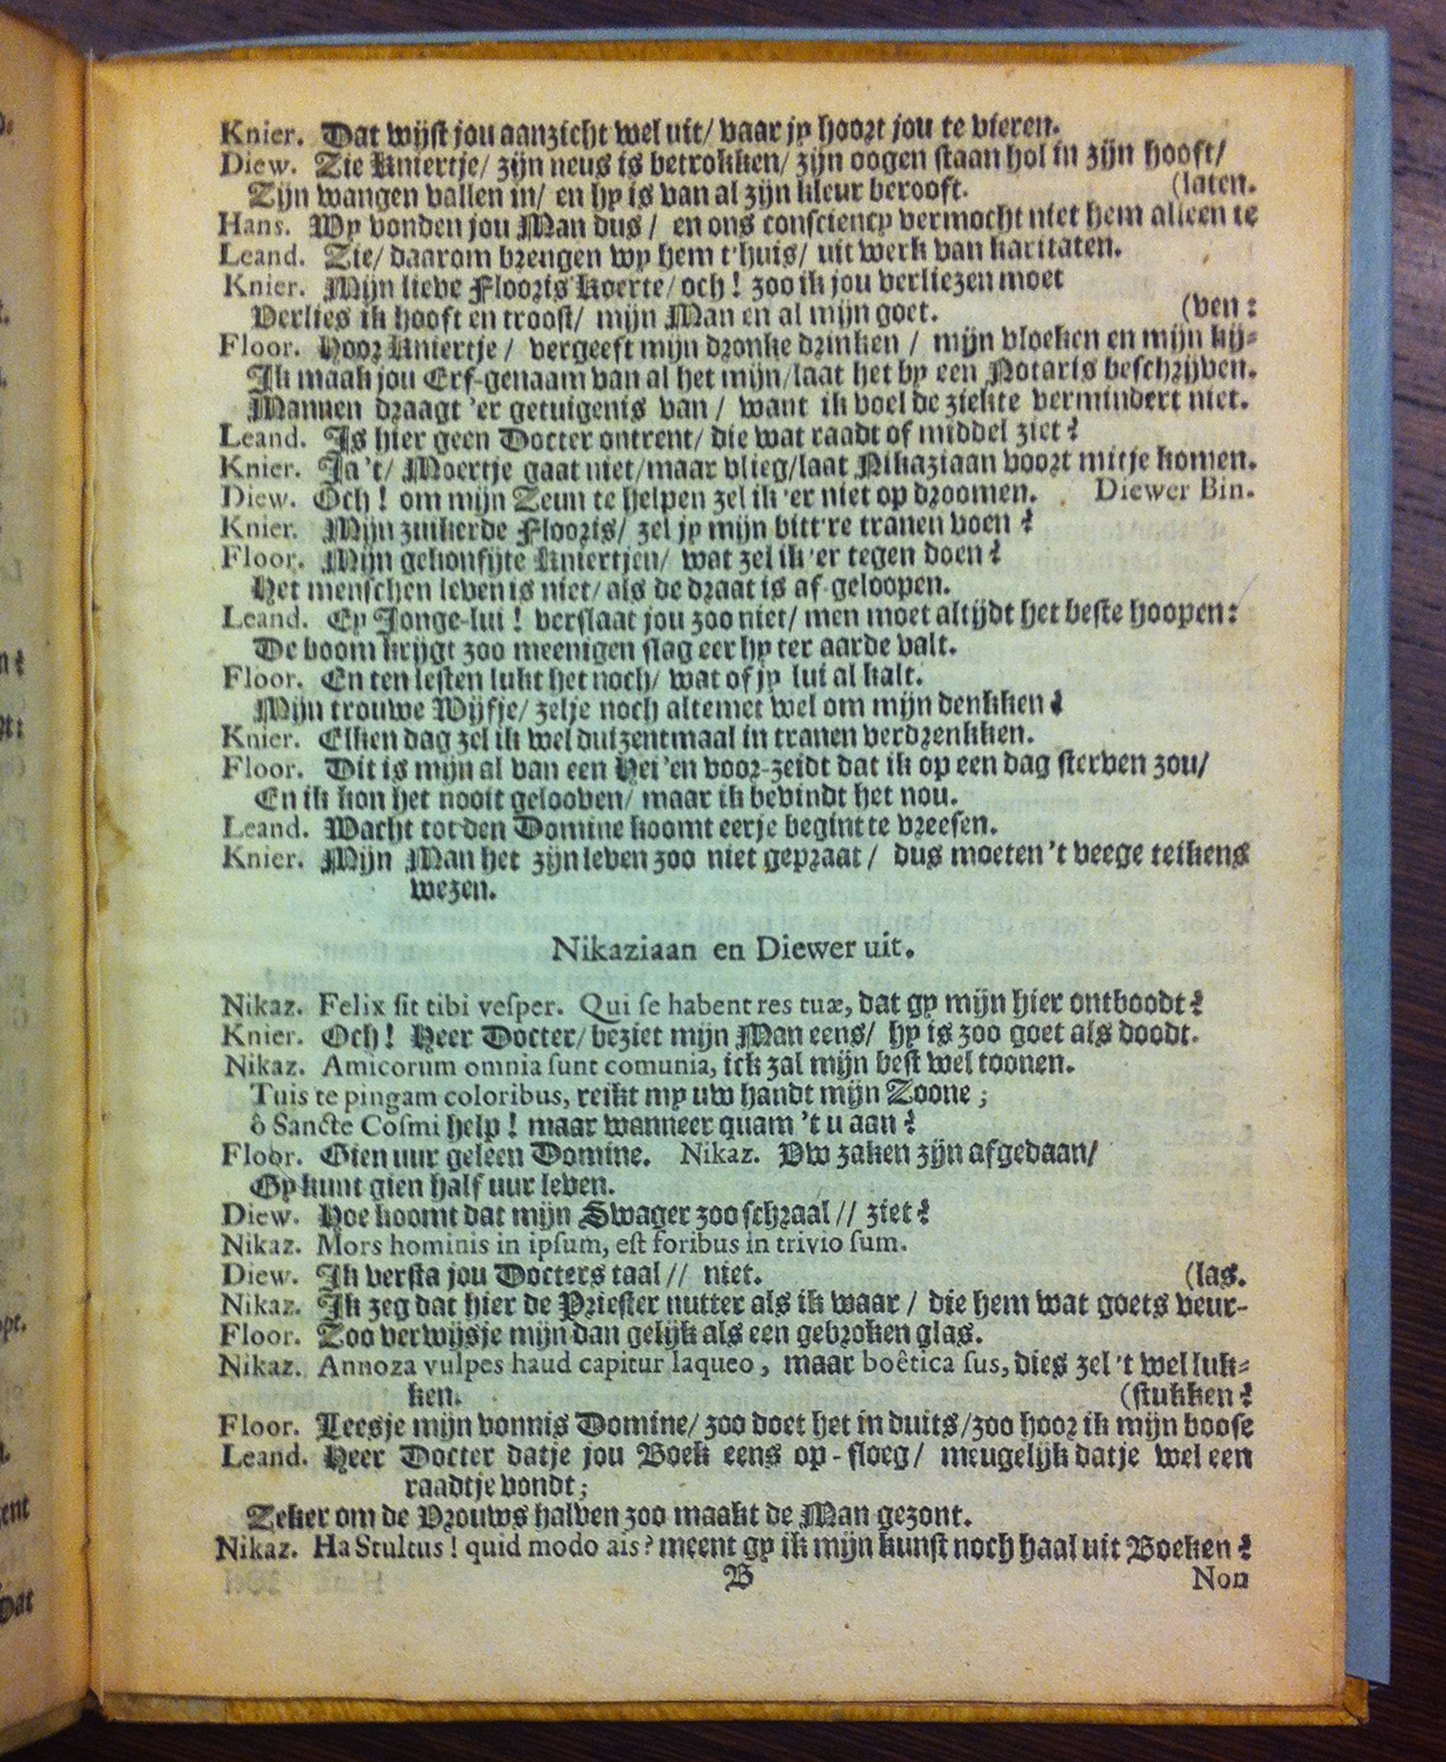 Knier. Dat wijst jou aanzicht wel uit/ vaar jy hoort jou te vieren.
Diew. Zie Kniertje/ zijn neus is betrokken/ zijn oogen staan hol in zijn hooft/
Zijn wangen vallen in/ en hy is van al zijn kleur berooft. (laten.
Hans. Wy vonden jou Man dus / en ons consciency vermocht niet hem alleen te
Leand. Zie/ daarom brengen wy hem t'huis/ uit werk van karitaten.
Knier. Mijn lieve Flooris Koerte/ och ! zoo ik jou verliezen moet
Verlies ik hooft en troost/ mijn Man en al mijn goet. (ven :
Floor. Hoor Kniertje / vergeeft mijn dronke drinken / mijn vloeken en mijn kij-
Ik maak jou Erf-genaam van al het mijn/laat het by een Notaris beschrijven.
Mannen draagt 'er getuigenis van / want ik voel de ziekte vermindert niet.
Leand. Is hier geen Docter ontrent/ die wat raadt of middel ziet?
Knier. Ja 't/ Moertje gaat niet/maar vlieg/laat Nikaziaan voort mitje komen.
Diew. Och ! om mijn Zeun te helpen zel ik 'er niet op droomen. Diewer Bin.
Knier. Mijn zuikerde Flooris/ zel jy mijn bitt're tranen voen ?
Floor. Mijn gekonfijte Kniertjen/ wat zel ik 'er tegen doen?
Het menschen leven is niet/ als de draat is af-geloopen.
Leand. Ey Jonge-lui ! verslaat jou zoo niet/ men moet altijdt het beste hoopen:
De boom krijgt zoo meenigen slag eer hy ter aarde valt.
Floor. En ten lesten lukt het noch/ wat of jy lui al kalt.
Mijn trouwe Wijfje/ zelje noch altemet wel om mijn denkken?
Knier. Elken dag zel ik wel duizentmaal in tranen verdrenkken.
Floor. Dit is mijn al van een Hei'en voor-zeidt dat ik op een dag sterven zou/
En ik kon het nooit gelooven/ maar ik bevindt het nou.
Leand. Wacht tot den Domine koomt eerje begint te vreesen.
Knier. Mijn Man het zijn leven zoo niet gepraat / dus moeten 't veege teikens
wezen.
Nikaziaan en Diewer uit.
Nikaz. Felix sit tibi vesper. Qui se habent res tuæ, dat gy mijn hier ontboodt?
Knier. Och ! Heer Docter/ beziet mijn Man eens/ hy is zoo goet als doodt.
Nikaz. Amicorum omnia sunt comunia, ick zal mijn best wel toonen.
Tuis te pingam coloribus, reikt my uw handt mijn Zoone ;
ô Sancte Cosmi help ! maar wanneer quam 't u aan ?
Floor. Gien uur geleen Domine. Nikaz. Uw zaken zijn afgedaan/
Gy kunt gien half uur leven.
Diew. Hoe koomt dat mijn Swager zoo schraal // ziet?
Nikaz. Mors hominis in ipsum, est foribus in trivio sum.
Diew. Ik versta jou Docters taal // niet. (las.
Nikaz. Ik zeg dat hier de Priester nutter als ik waar / die hem wat goets veur-
Floor. Zoo verwijsje mijn dan gelijk als een gebroken glas.
Nikaz. Annoza vulpes haud capitur laqueo, maar boêtica sus, dies zel 't wel luk-
ken. (stukken?
Floor. Leesje mijn vonnis Domine/ zoo doet het in duits/zoo hoor ik mijn boose
Leand. Heer Docter datje jou Boek eens op-sloeg/ meugelijk datje wel een
raadtje vondt;
Zeker om de Vrouws halven zoo maakt de Man gezont.
Nikaz. Ha Stultus ! quid modo ais? meent gy ik mijn kunst noch haal uit Boeken?
B Non